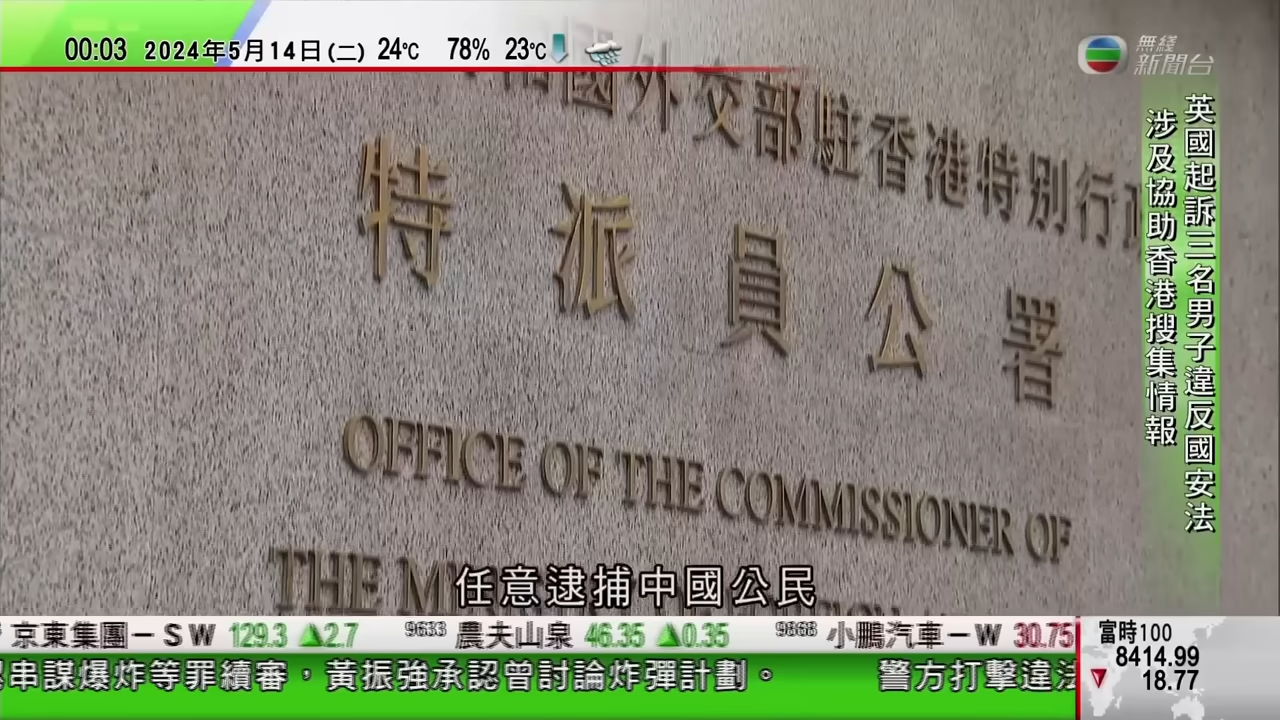 00:03 2024年5月14日(二) 24℃ 78% 23℃
無綫
新聞台
英國起訴三名男子違反國安法
涉及協助香港搜集情報
國外交部駐香港特別行
特派員公署
OFFICE OF THE COMMISSIONER OF
THE
任意逮捕中國公民
京東集團－SW 129.3 ▲2.7 9633 農夫山泉 46.35 ▲0.35 9868 小鵬汽車－W 30.75
串謀爆炸等罪續審，黃振強承認曾討論炸彈計劃。 警方打擊違法
富時100
8414.99
▼ 18.77